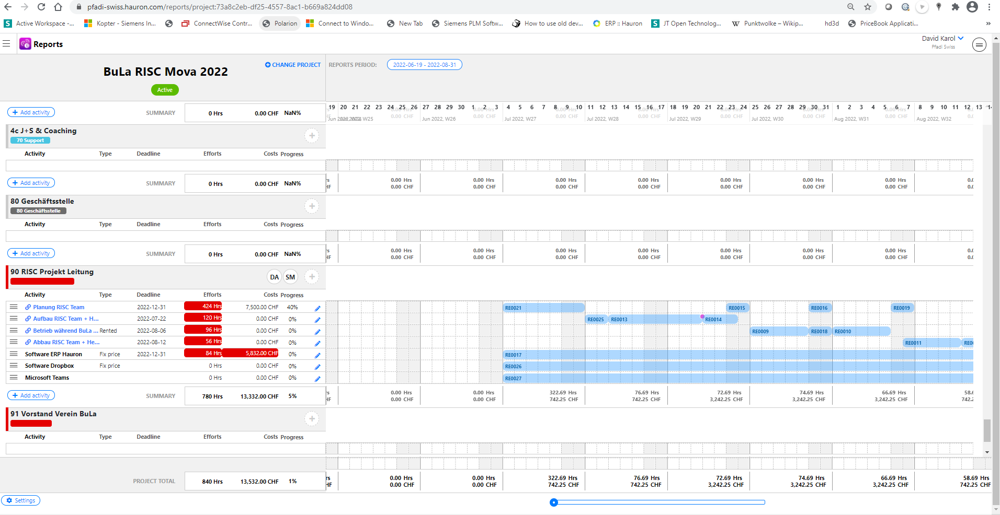 pfadi-swiss.hauron.com/reports/project:73a8c2eb-df25-4557-8ac1-b669a824dd08
Active Workspace -... Kopter - Siemens In... ConnectWise Contr... Polarion Connect to Windo... New Tab Siemens PLM Softw... How to use old dev... ERP :: Hauron JT Open Technolog... Punktwolke – Wikip... hd3d PriceBook Applicati... »
Reports
David Karol
Pfadi Swiss
CHANGE PROJECT
REPORTS PERIOD: 2022-06-19 - 2022-08-31
BuLa RISC Mova 2022
Active
19 20 21 22 23 24 25 26 27 28 29 30 1 2 3 4 5 6 7 8 9 10 11 12 13 14 15 16 17 18 19 20 21 22 23 24 25 26 27 28 29 30 31 1 2 3 4 5 6 7 8 9 10 11 12 13
+ Add activity SUMMARY 0 Hrs 0.00 CHF NaN%
W25 Jun 2022, W26 Jul 2022, W27 Jul 2022, W28 Jul 2022, W29 Jul 2022, W30 Aug 2022, W31 Aug 2022, W32
4c J+S & Coaching
70 Support
Activity Type Deadline Efforts Costs Progress
+ Add activity SUMMARY 0 Hrs 0.00 CHF NaN%
0.00 Hrs 0.00 Hrs 0.00 Hrs 0.00 Hrs 0.00 Hrs 0.00 Hrs 0.00 Hrs
0.00 CHF 0.00 CHF 0.00 CHF 0.00 CHF 0.00 CHF 0.00 CHF 0.00 CHF
80 Geschäftsstelle
80 Geschäftsstelle
Activity Type Deadline Efforts Costs Progress
+ Add activity SUMMARY 0 Hrs 0.00 CHF NaN%
0.00 Hrs 0.00 Hrs 0.00 Hrs 0.00 Hrs 0.00 Hrs 0.00 Hrs 0.00 Hrs
0.00 CHF 0.00 CHF 0.00 CHF 0.00 CHF 0.00 CHF 0.00 CHF 0.00 CHF
90 RISC Projekt Leitung
DA SM
Activity Type Deadline Efforts Costs Progress
Planung RISC Team 2022-12-31 424 Hrs 7,500.00 CHF 40% RE0021 RE0015 RE0016 RE0019
Aufbau RISC Team + H... 2022-07-22 120 Hrs 0.00 CHF 0% RE0025 RE0013 RE0014
Betrieb während BuLa ... Rented 2022-08-06 96 Hrs 0.00 CHF 0% RE0009 RE0018 RE0010
Abbau RISC Team + He... 2022-08-12 56 Hrs 0.00 CHF 0% RE0011
Software ERP Hauron Fix price 2022-12-31 84 Hrs 5,832.00 CHF 0% RE0017
Software Dropbox Fix price 0 Hrs 0.00 CHF 0% RE0026
Microsoft Teams 0 Hrs 0.00 CHF 0% RE0027
+ Add activity SUMMARY 780 Hrs 13,332.00 CHF 5%
0.00 Hrs 0.00 Hrs 322.69 Hrs 76.69 Hrs 72.69 Hrs 74.69 Hrs 66.69 Hrs
0.00 CHF 0.00 CHF 742.25 CHF 742.25 CHF 3,242.25 CHF 3,242.25 CHF 3,242.25 CHF
91 Vorstand Verein BuLa
Activity Type Deadline Efforts Costs Progress
PROJECT TOTAL 840 Hrs 13,532.00 CHF 1%
0.00 Hrs 0.00 Hrs 322.69 Hrs 76.69 Hrs 72.69 Hrs 74.69 Hrs 66.69 Hrs 58.69 Hrs
0.00 CHF 0.00 CHF 742.25 CHF 742.25 CHF 3,242.25 CHF 3,242.25 CHF 3,242.25 CHF 742.25 CHF
Settings